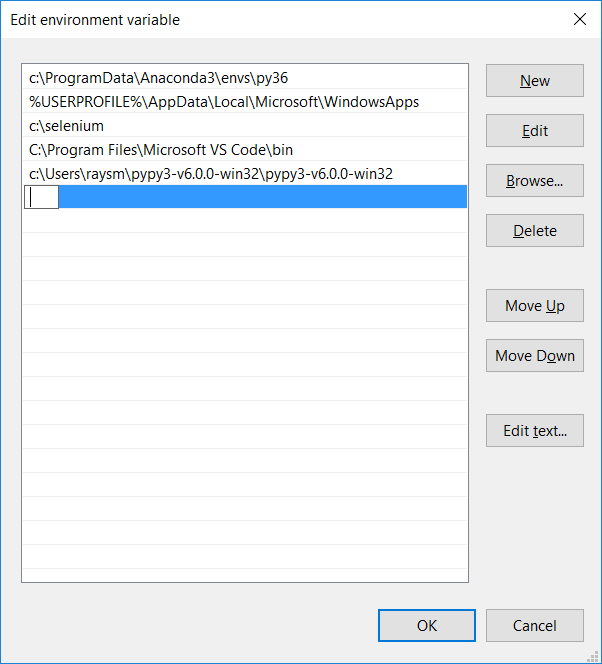 Edit environment variable
c:\ProgramData\Anaconda3\envs\py36
%USERPROFILE%\AppData\Local\Microsoft\WindowsApps
c:\selenium
C:\Program Files\Microsoft VS Code\bin
c:\Users\raysm\pypy3-v6.0.0-win32\pypy3-v6.0.0-win32
New
Edit
Browse...
Delete
Move Up
Move Down
Edit text...
OK
Cancel